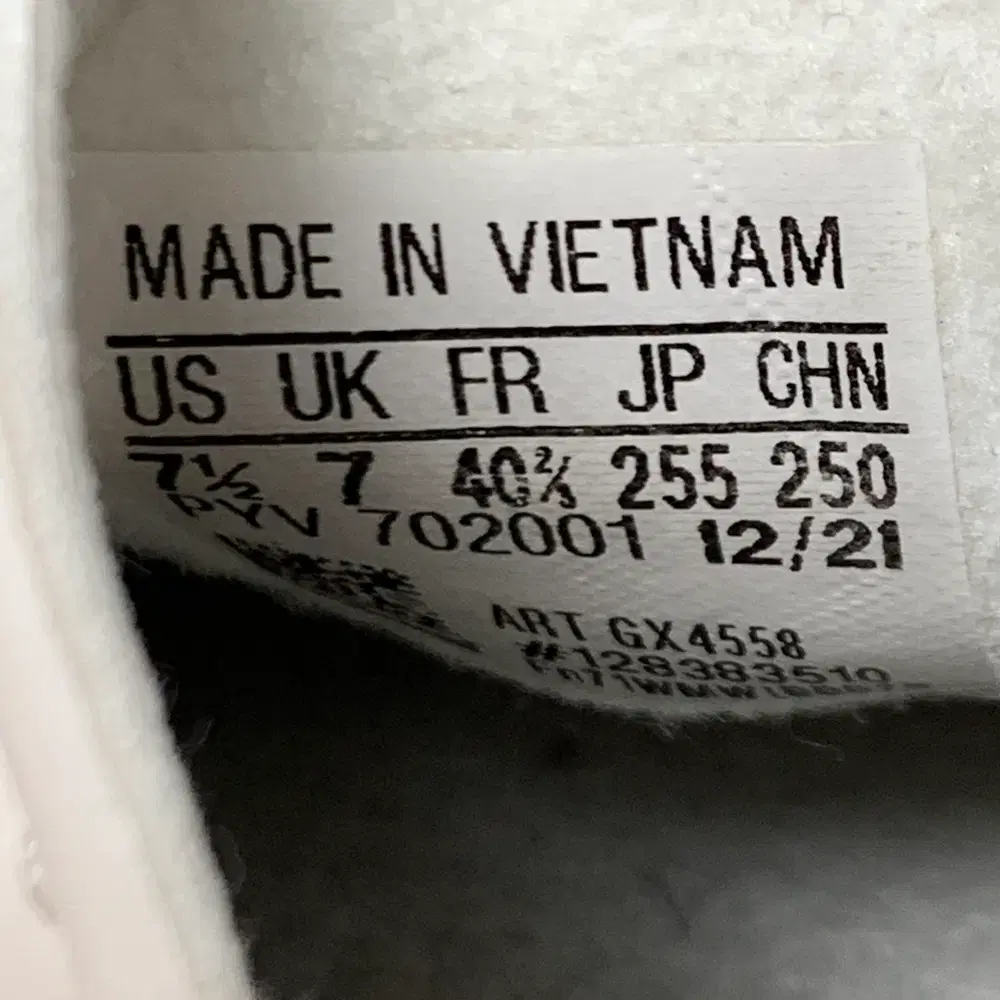 MADE IN VIETNAM
US UK FR JP CHN
7½ 7 40⅔ 255 250
PYV 702001 12/21
ART GX4558
#128383510